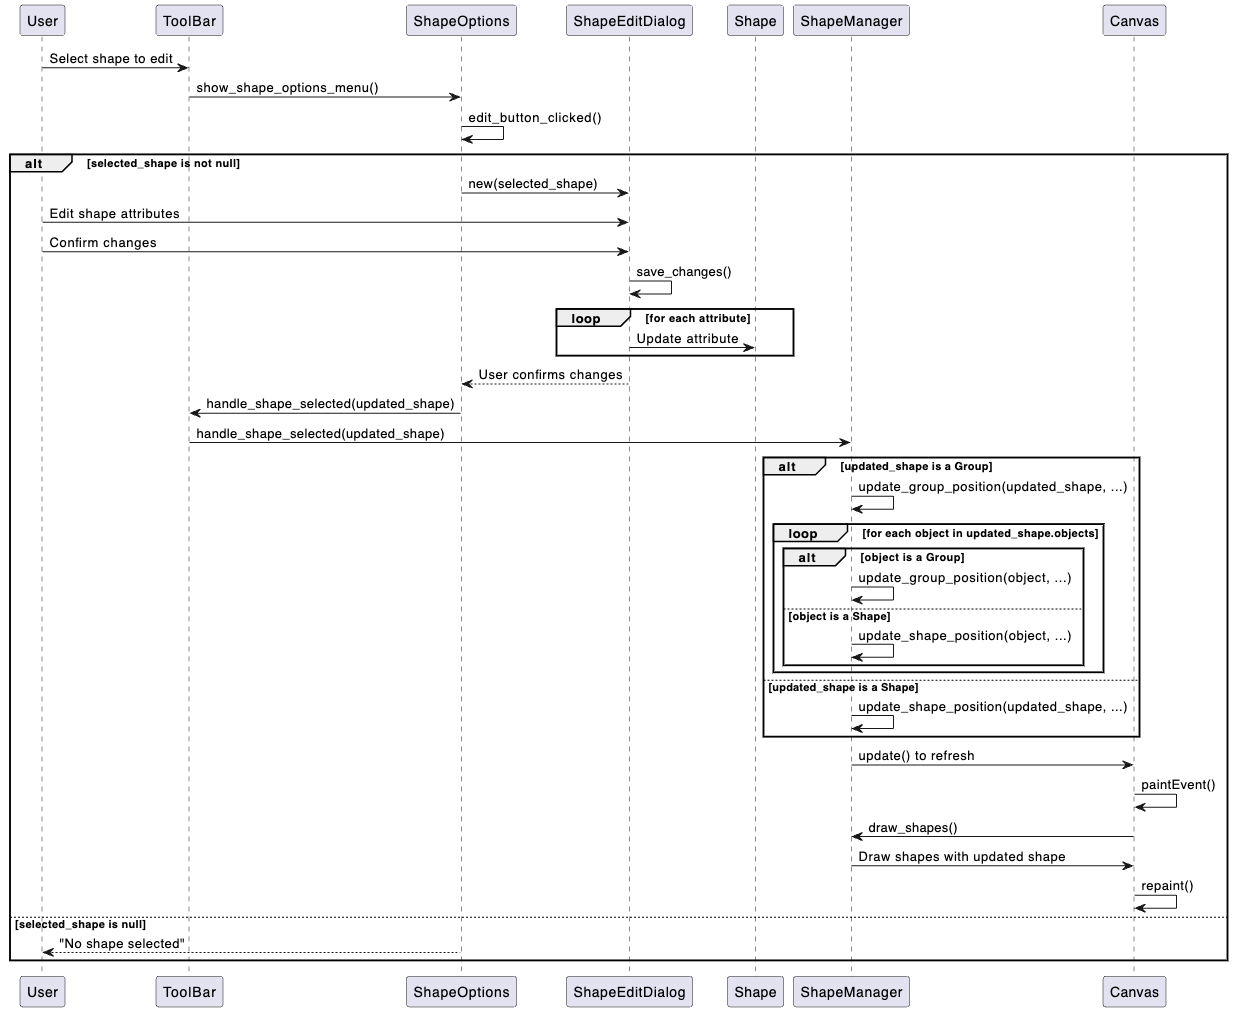 User ToolBar ShapeOptions ShapeEditDialog Shape ShapeManager Canvas
Select shape to edit
show_shape_options_menu()
edit_button_clicked()
alt [selected_shape is not null]
new(selected_shape)
Edit shape attributes
Confirm changes
save_changes()
loop [for each attribute]
Update attribute
User confirms changes
handle_shape_selected(updated_shape)
handle_shape_selected(updated_shape)
alt [updated_shape is a Group]
update_group_position(updated_shape, ...)
loop [for each object in updated_shape.objects]
alt [object is a Group]
update_group_position(object, ...)
[object is a Shape]
update_shape_position(object, ...)
[updated_shape is a Shape]
update_shape_position(updated_shape, ...)
update() to refresh
paintEvent()
draw_shapes()
Draw shapes with updated shape
repaint()
[selected_shape is null]
"No shape selected"
User ToolBar ShapeOptions ShapeEditDialog Shape ShapeManager Canvas